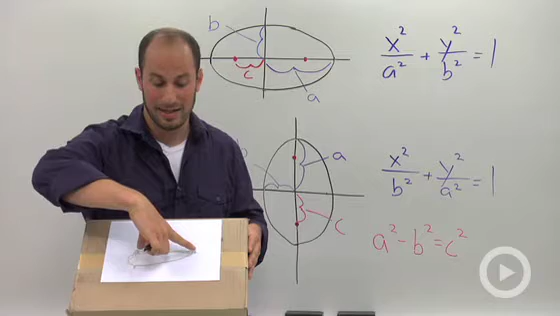 b
c
a
x²/a² + y²/b² = 1
b
a
c
x²/b² + y²/a² = 1
a² - b² = c²